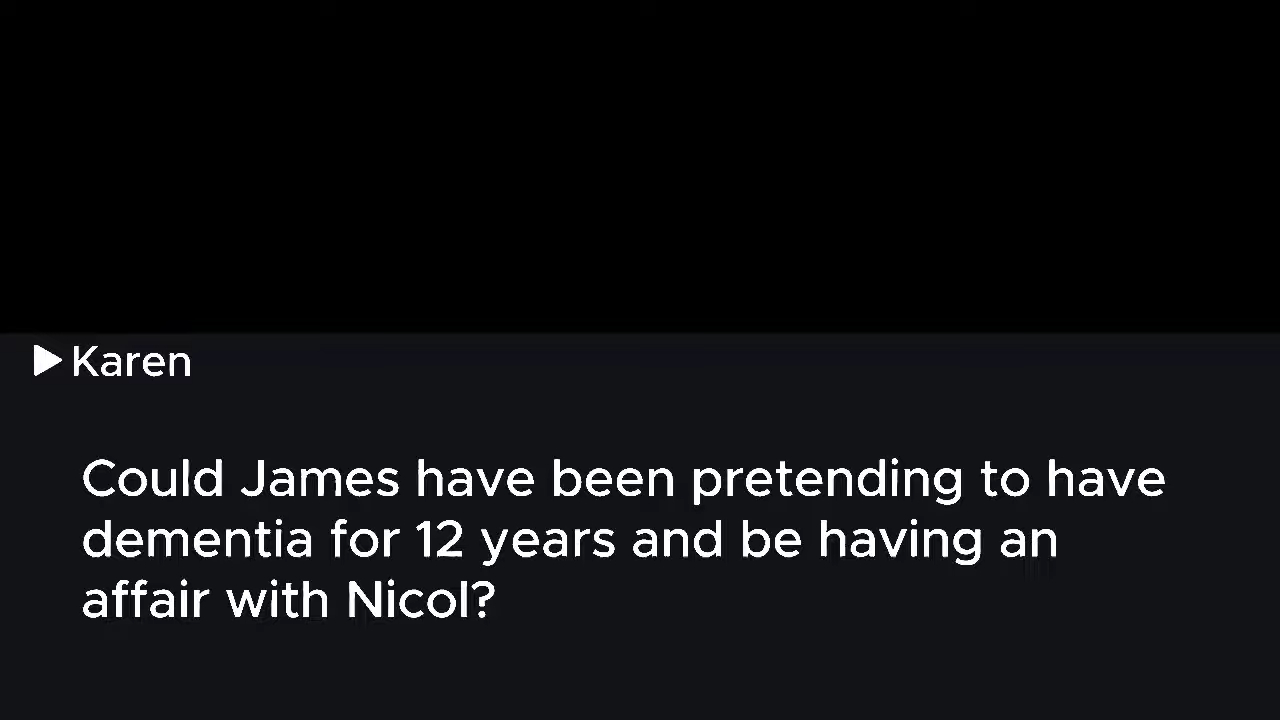 ▶ Karen
Could James have been pretending to have
dementia for 12 years and be having an
affair with Nicol?